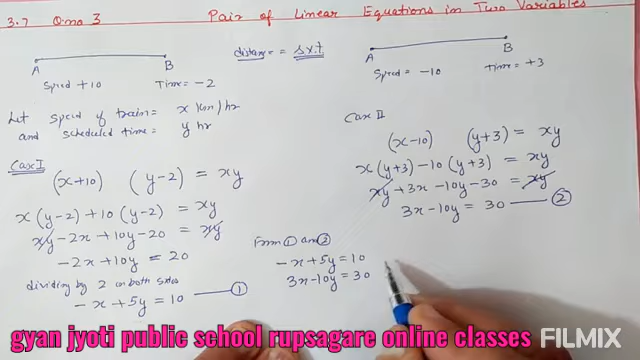 3.7 Q.no 3 Pair of Linear Equations in Two Variables
A B
Speed +10 Time = -2
distance = = s x t
A B
Speed = -10 Time = +3
Let speed of train = x km/hr
and scheduled time = y hr
Case I
(x+10) (y-2) = xy
x(y-2)+10(y-2) = xy
xy-2x+10y-20 = xy
-2x+10y = 20
dividing by 2 on both sides
-x+5y = 10 ①
Case II
(x-10) (y+3) = xy
x(y+3)-10(y+3) = xy
xy+3x-10y-30 = xy
3x-10y = 30 ②
From ① and ②
-x+5y=10
3x-10y=30
gyan jyoti public school rupsagare online classes
FILMIX